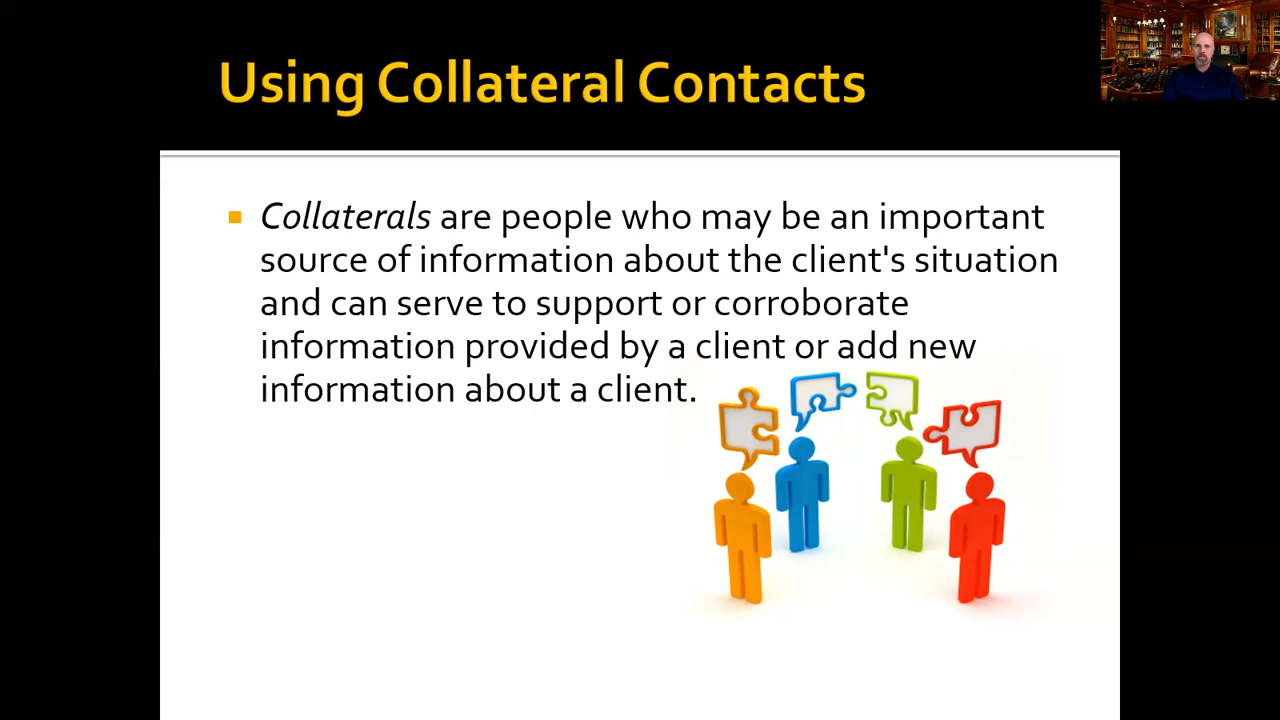 Using Collateral Contacts
Collaterals are people who may be an important
source of information about the client's situation
and can serve to support or corroborate
information provided by a client or add new
information about a client.